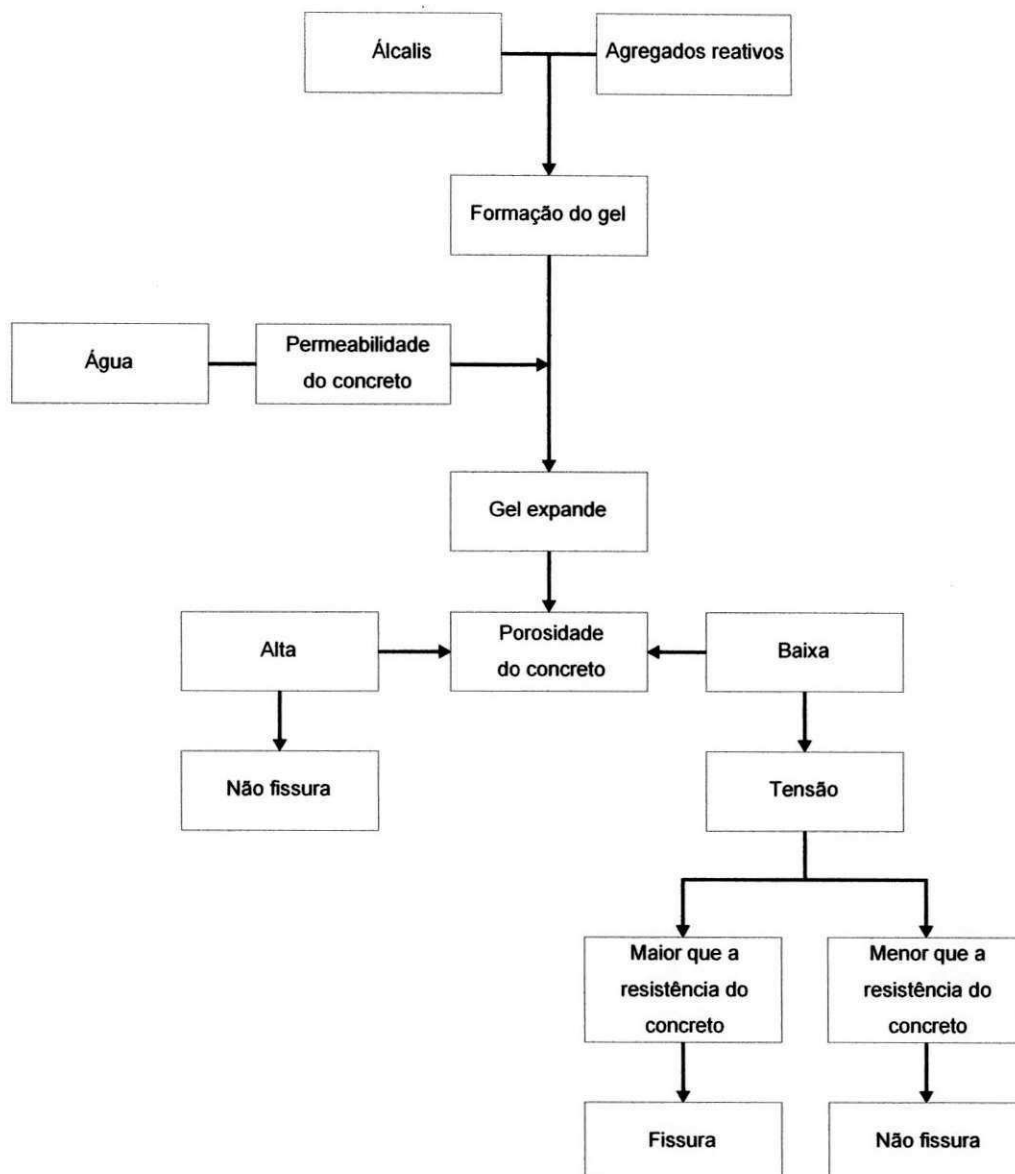 Álcalis
Agregados reativos
Formação do gel
Água
Permeabilidade
do concreto
Gel expande
Alta
Porosidade
do concreto
Baixa
Não fissura
Tensão
Maior que a
resistência do
concreto
Menor que a
resistência do
concreto
Fissura
Não fissura